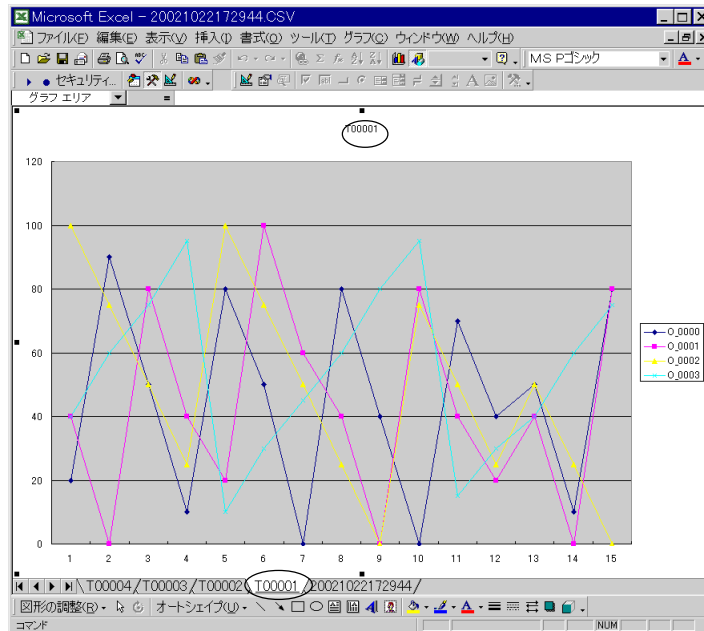 Microsoft Excel - 20021022172944.CSV
ファイル(F) 編集(E) 表示(V) 挿入(I) 書式(O) ツール(T) グラフ(C) ウィンドウ(W) ヘルプ(H)
MS Pゴシック
セキュリティ...
グラフ エリア =
T00001
120
100
80
60
40
20
0
1 2 3 4 5 6 7 8 9 10 11 12 13 14 15
O_0000
O_0001
O_0002
O_0003
T00004 T00003 T00002 T00001 20021022172944
図形の調整(R) オートシェイプ(U)
コマンド NUM